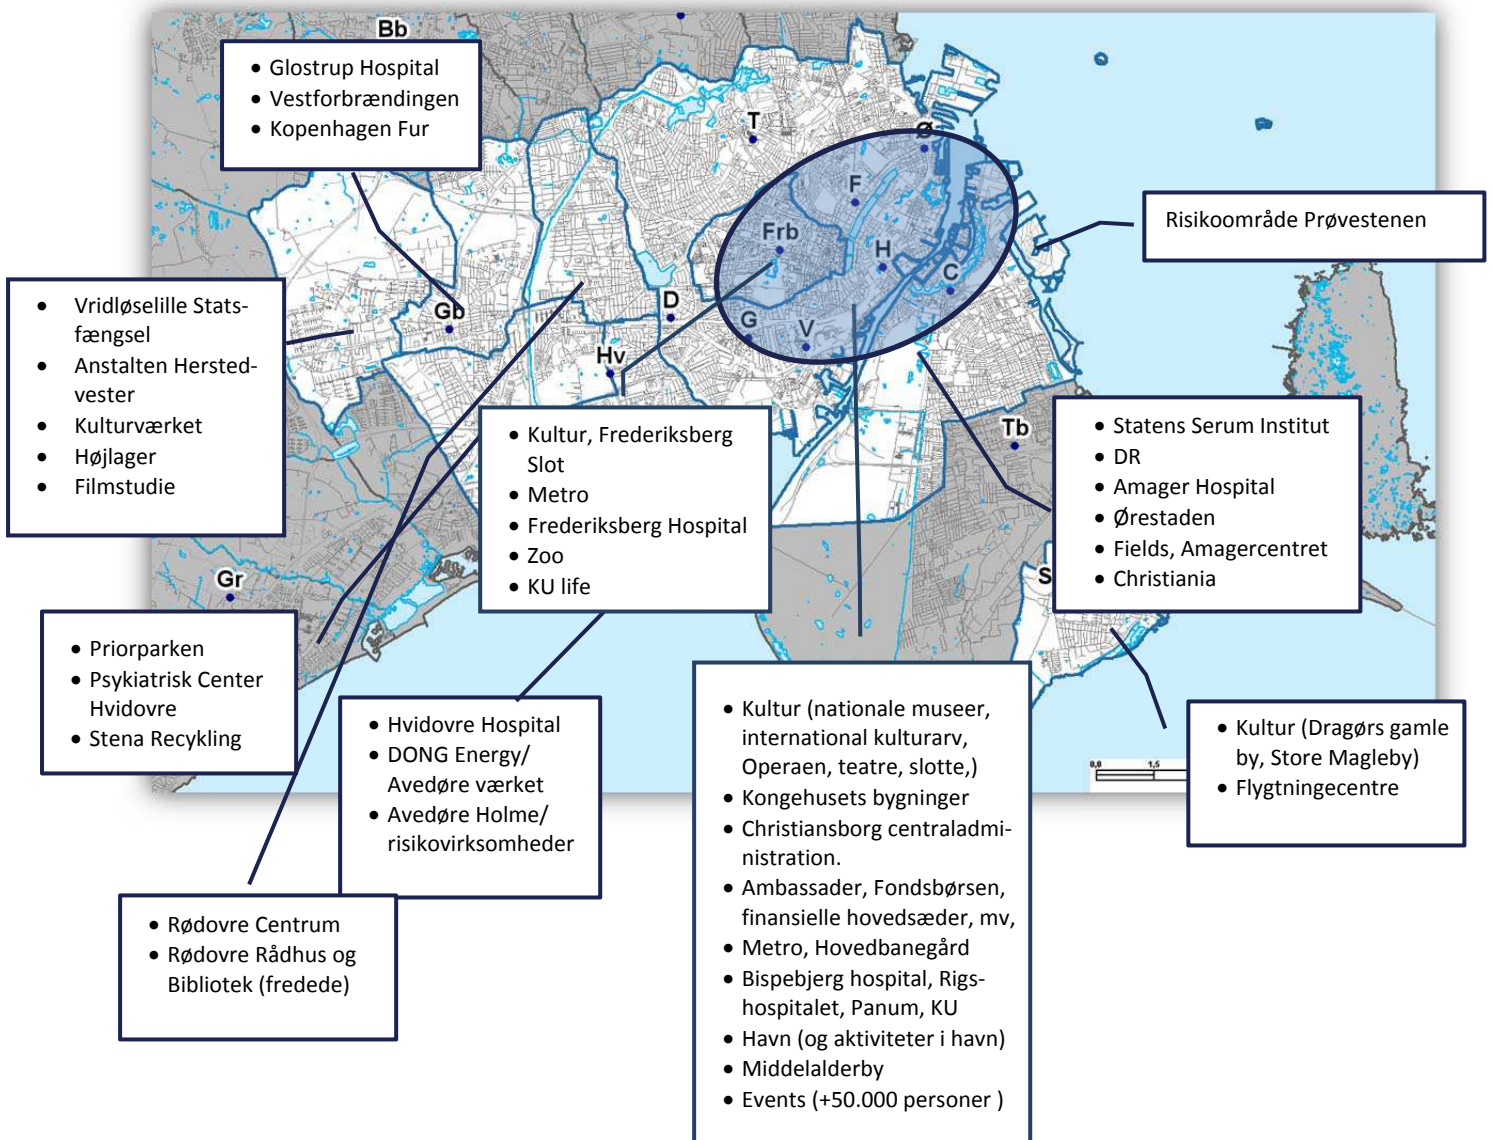 Bb
• Glostrup Hospital
• Vestforbrændingen
• Kopenhagen Fur
T
Ø
F
Frb
H
C
D
G
V
Gb
Hv
Tb
Gr
S
Risikoområde Prøvestenen
• Vridløselille Stats-
fængsel
• Anstalten Hersted-
vester
• Kulturværket
• Højlager
• Filmstudie
• Kultur, Frederiksberg
Slot
• Metro
• Frederiksberg Hospital
• Zoo
• KU life
• Statens Serum Institut
• DR
• Amager Hospital
• Ørestaden
• Fields, Amagercentret
• Christiania
• Priorparken
• Psykiatrisk Center
Hvidovre
• Stena Recykling
• Hvidovre Hospital
• DONG Energy/
Avedøre værket
• Avedøre Holme/
risikovirksomheder
• Kultur (nationale museer,
international kulturarv,
Operaen, teatre, slotte,)
• Kongehusets bygninger
• Christiansborg centraladmi-
nistration.
• Ambassader, Fondsbørsen,
finansielle hovedsæder, mv,
• Metro, Hovedbanegård
• Bispebjerg hospital, Rigs-
hospitalet, Panum, KU
• Havn (og aktiviteter i havn)
• Middelalderby
• Events (+50.000 personer )
0,0 1,5
• Kultur (Dragørs gamle
by, Store Magleby)
• Flygtningecentre
• Rødovre Centrum
• Rødovre Rådhus og
Bibliotek (fredede)